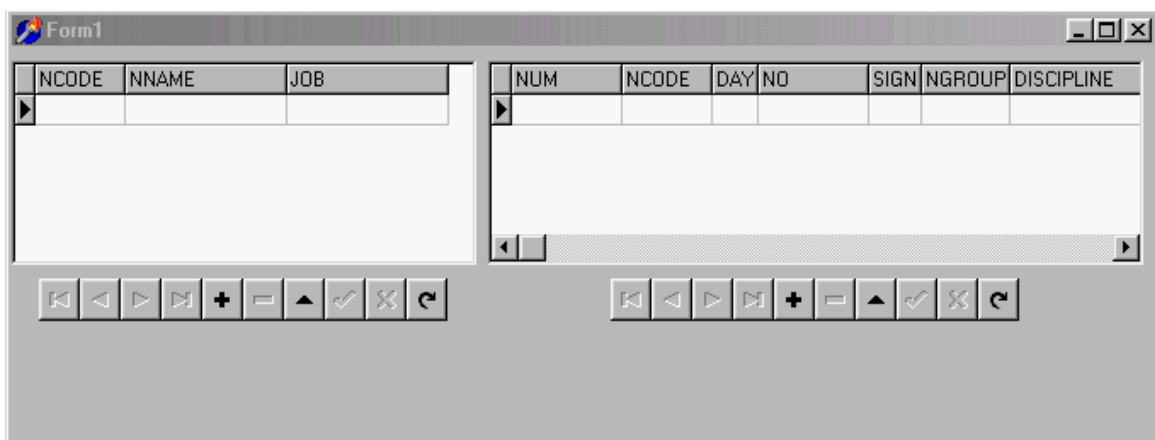 Form1
NCODE NNAME JOB
NUM NCODE DAY NO SIGN NGROUP DISCIPLINE